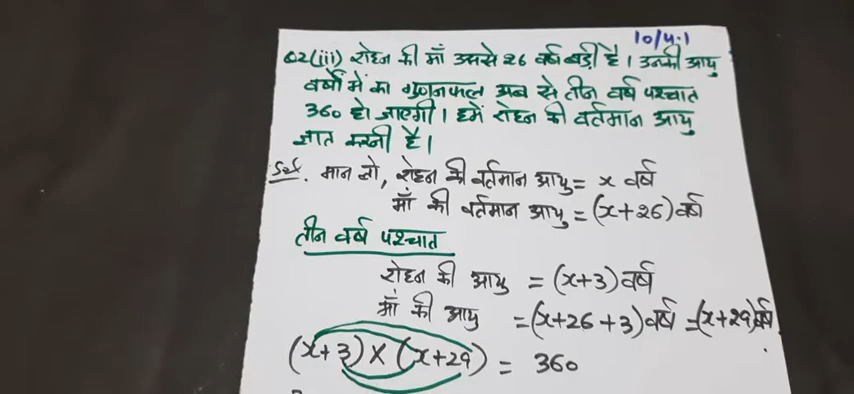 10/4.1
Q2(iii) रोहन की माँ उससे 26 वर्ष बड़ी है। उनकी आयु
वर्षों में का गुणनफल अब से तीन वर्ष पश्चात
360 हो जाएगी। हमें रोहन की वर्तमान आयु
ज्ञात करनी है।
Sol. मान लो, रोहन की वर्तमान आयु = x वर्ष
माँ की वर्तमान आयु = (x+26) वर्ष
तीन वर्ष पश्चात
रोहन की आयु = (x+3) वर्ष
माँ की आयु = (x+26+3) वर्ष = (x+29) वर्ष.
(x+3) × (x+29) = 360